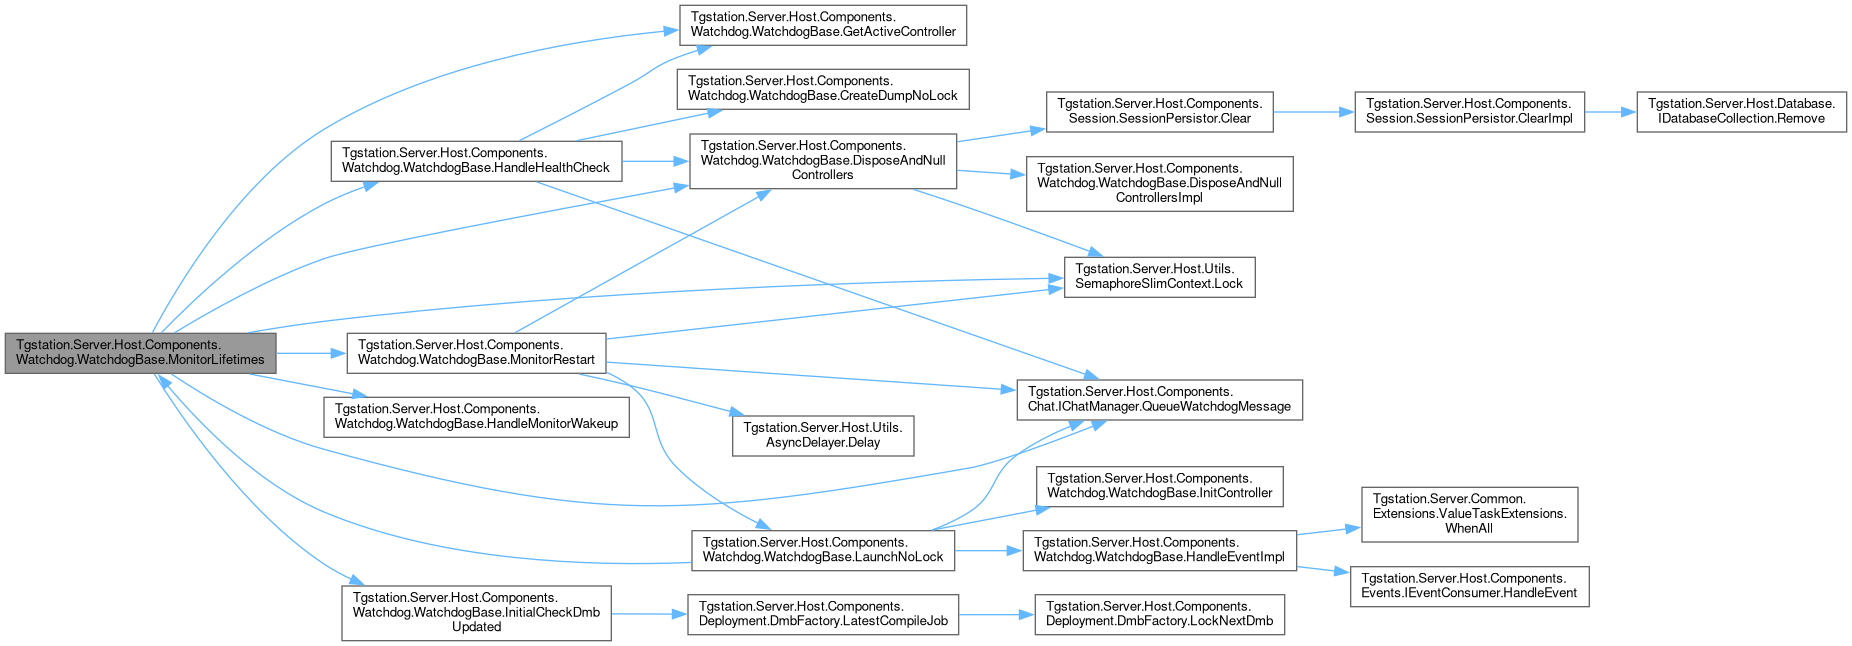 Tgstation.Server.Host.Components.
Watchdog.WatchdogBase.MonitorLifetimes
Tgstation.Server.Host.Components.
Watchdog.WatchdogBase.HandleHealthCheck
Tgstation.Server.Host.Components.
Watchdog.WatchdogBase.MonitorRestart
Tgstation.Server.Host.Components.
Watchdog.WatchdogBase.HandleMonitorWakeup
Tgstation.Server.Host.Components.
Watchdog.WatchdogBase.InitialCheckDmb
Updated
Tgstation.Server.Host.Components.
Watchdog.WatchdogBase.GetActiveController
Tgstation.Server.Host.Components.
Watchdog.WatchdogBase.CreateDumpNoLock
Tgstation.Server.Host.Components.
Watchdog.WatchdogBase.DisposeAndNull
Controllers
Tgstation.Server.Host.Utils.
AsyncDelayer.Delay
Tgstation.Server.Host.Components.
Watchdog.WatchdogBase.LaunchNoLock
Tgstation.Server.Host.Components.
Deployment.DmbFactory.LatestCompileJob
Tgstation.Server.Host.Components.
Session.SessionPersistor.Clear
Tgstation.Server.Host.Components.
Watchdog.WatchdogBase.DisposeAndNull
ControllersImpl
Tgstation.Server.Host.Utils.
SemaphoreSlimContext.Lock
Tgstation.Server.Host.Components.
Chat.IChatManager.QueueWatchdogMessage
Tgstation.Server.Host.Components.
Watchdog.WatchdogBase.InitController
Tgstation.Server.Host.Components.
Watchdog.WatchdogBase.HandleEventImpl
Tgstation.Server.Host.Components.
Deployment.DmbFactory.LockNextDmb
Tgstation.Server.Host.Components.
Session.SessionPersistor.ClearImpl
Tgstation.Server.Common.
Extensions.ValueTaskExtensions.
WhenAll
Tgstation.Server.Host.Components.
Events.IEventConsumer.HandleEvent
Tgstation.Server.Host.Database.
IDatabaseCollection.Remove